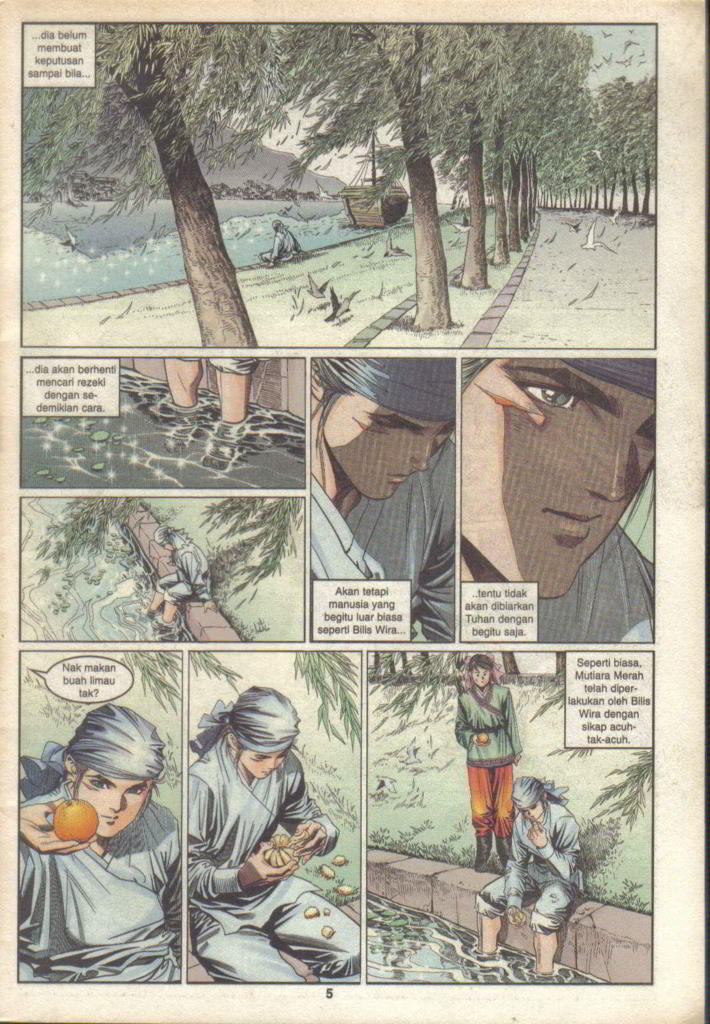 ...dia belum
membuat
keputusan
sampai bila...
...dia akan berhenti
mencari rezeki
dengan se-
demikian cara.
Akan tetapi
manusia yang
begitu luar biasa
seperti Bilis Wira...
..tentu tidak
akan dibiarkan
Tuhan dengan
begitu saja.
Nak makan
buah limau
tak?
Seperti biasa,
Mutiara Merah
telah diper-
lakukan oleh Bilis
Wira dengan
sikap acuh-
tak-acuh.
5